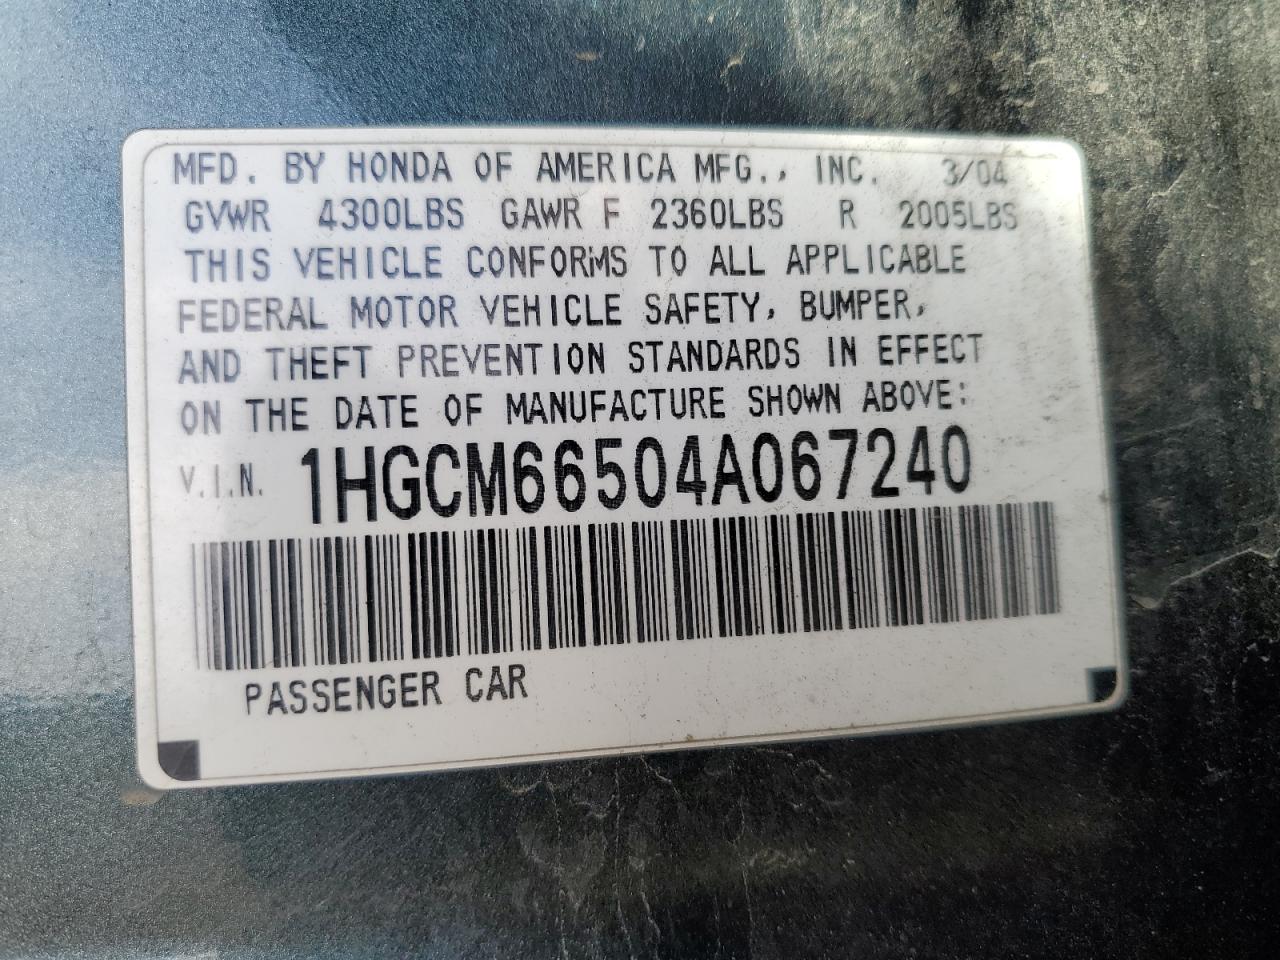 MFD. BY HONDA OF AMERICA MFG., INC. 3/04
GVWR 4300LBS GAWR F 2360LBS R 2005LBS
THIS VEHICLE CONFORMS TO ALL APPLICABLE
FEDERAL MOTOR VEHICLE SAFETY, BUMPER,
AND THEFT PREVENTION STANDARDS IN EFFECT
ON THE DATE OF MANUFACTURE SHOWN ABOVE:
V.I.N. 1HGCM66504A067240
PASSENGER CAR